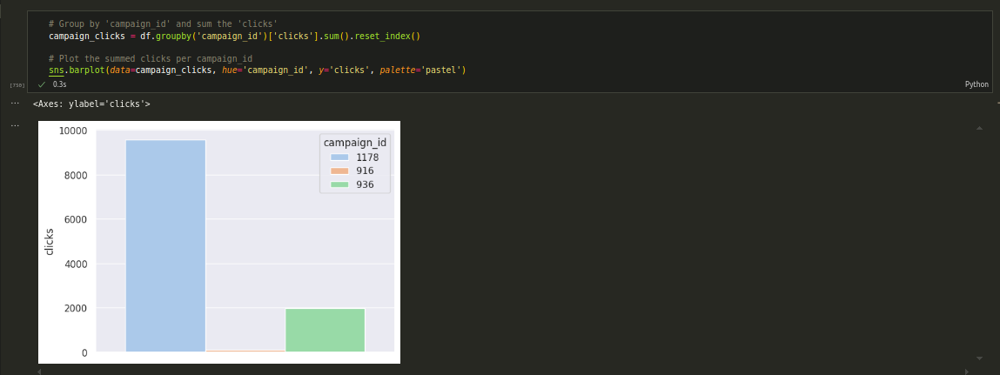 # Group by 'campaign_id' and sum the 'clicks'
campaign_clicks = df.groupby('campaign_id')['clicks'].sum().reset_index()
# Plot the summed clicks per campaign_id
sns.barplot(data=campaign_clicks, hue='campaign_id', y='clicks', palette='pastel')
[750] ✓ 0.3s Python
... <Axes: ylabel='clicks'>
...
10000
8000
6000
4000
2000
0
clicks
campaign_id
1178
916
936